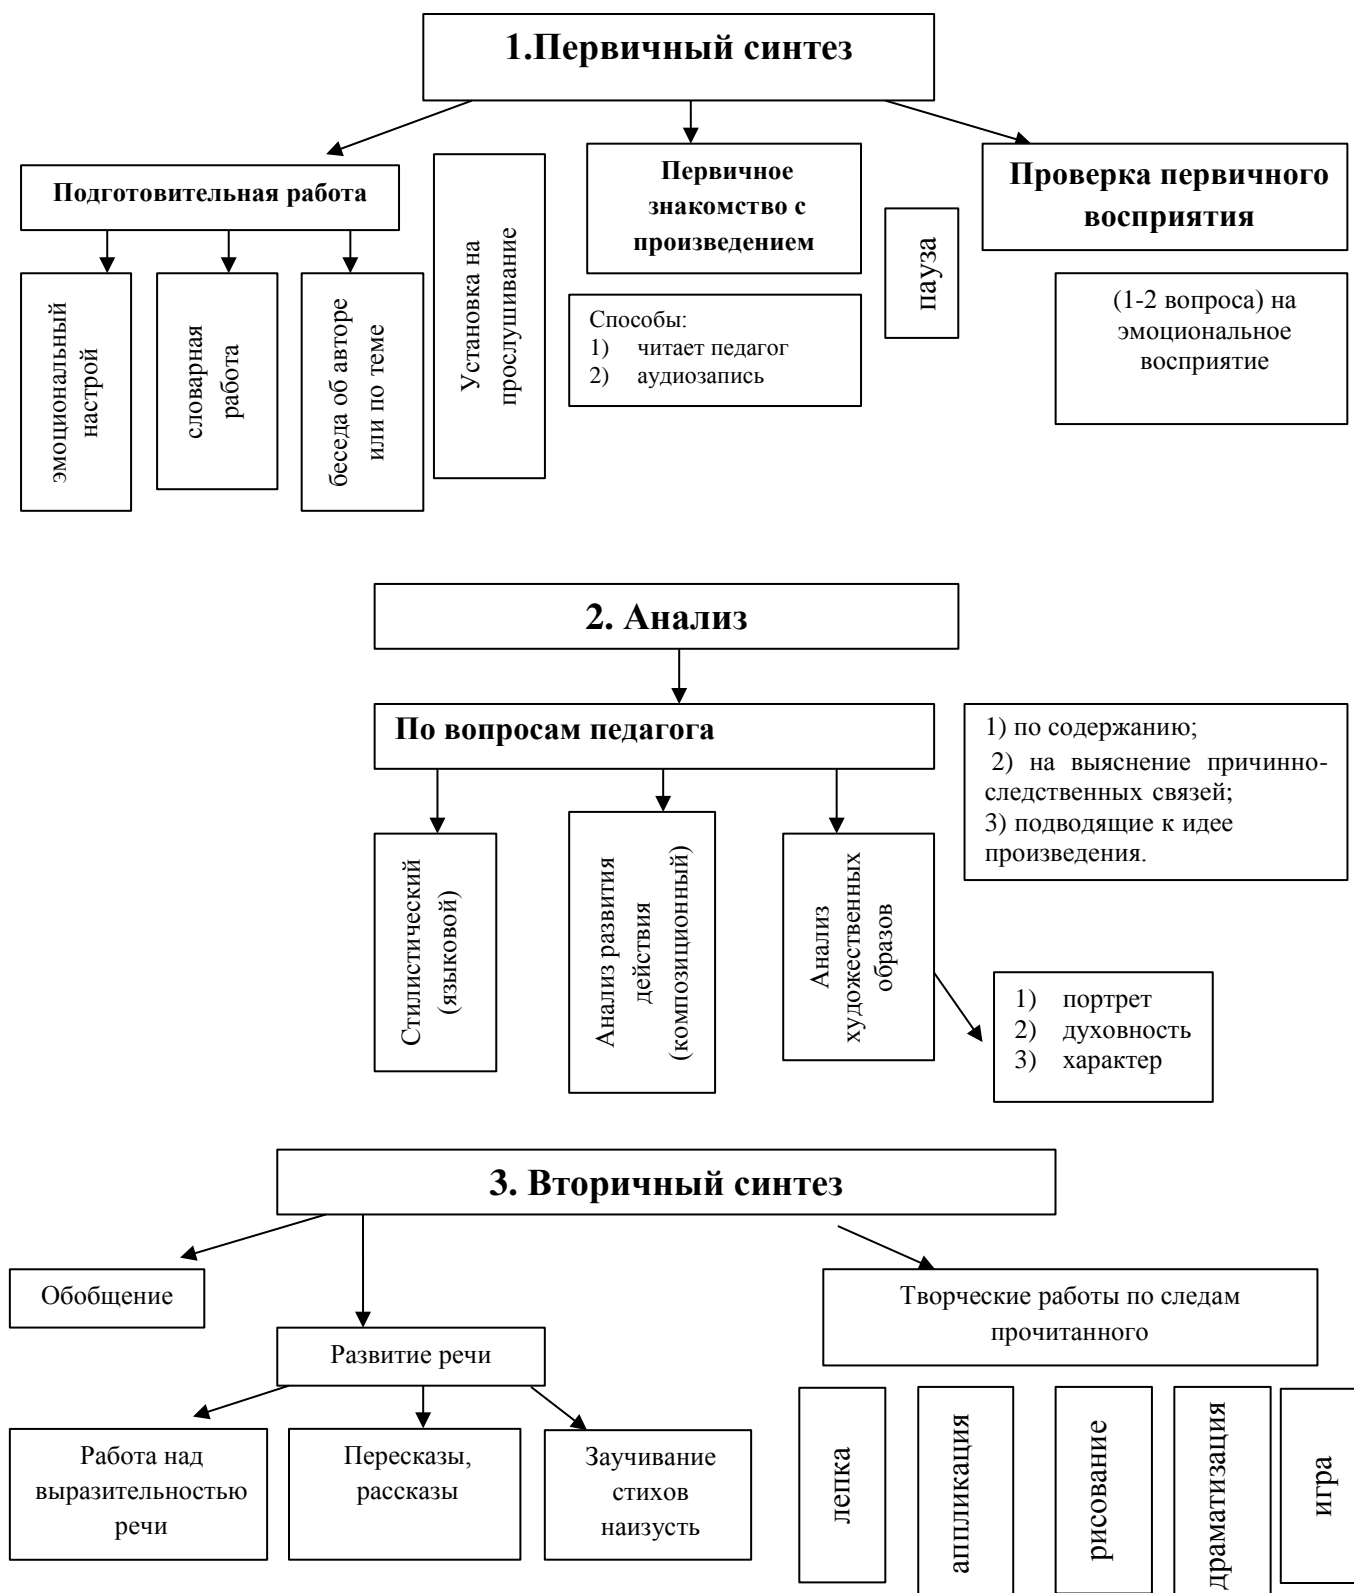 1.Первичный синтез
Подготовительная работа
эмоциональный
настрой
словарная
работа
беседа об авторе
или по теме
Установка на
прослушивание
Первичное
знакомство с
произведением
Способы:
1) читает педагог
2) аудиозапись
пауза
Проверка первичного
восприятия
(1-2 вопроса) на
эмоциональное
восприятие
2. Анализ
По вопросам педагога
1) по содержанию;
2) на выяснение причинно-
следственных связей;
3) подводящие к идее
произведения.
Стилистический
(языковой)
Анализ развития
действия
(композиционный)
Анализ
художественных
образов
1) портрет
2) духовность
3) характер
3. Вторичный синтез
Обобщение
Развитие речи
Работа над
выразительностью
речи
Пересказы,
рассказы
Заучивание
стихов
наизусть
Творческие работы по следам
прочитанного
лепка
аппликация
рисование
драматизация
игра